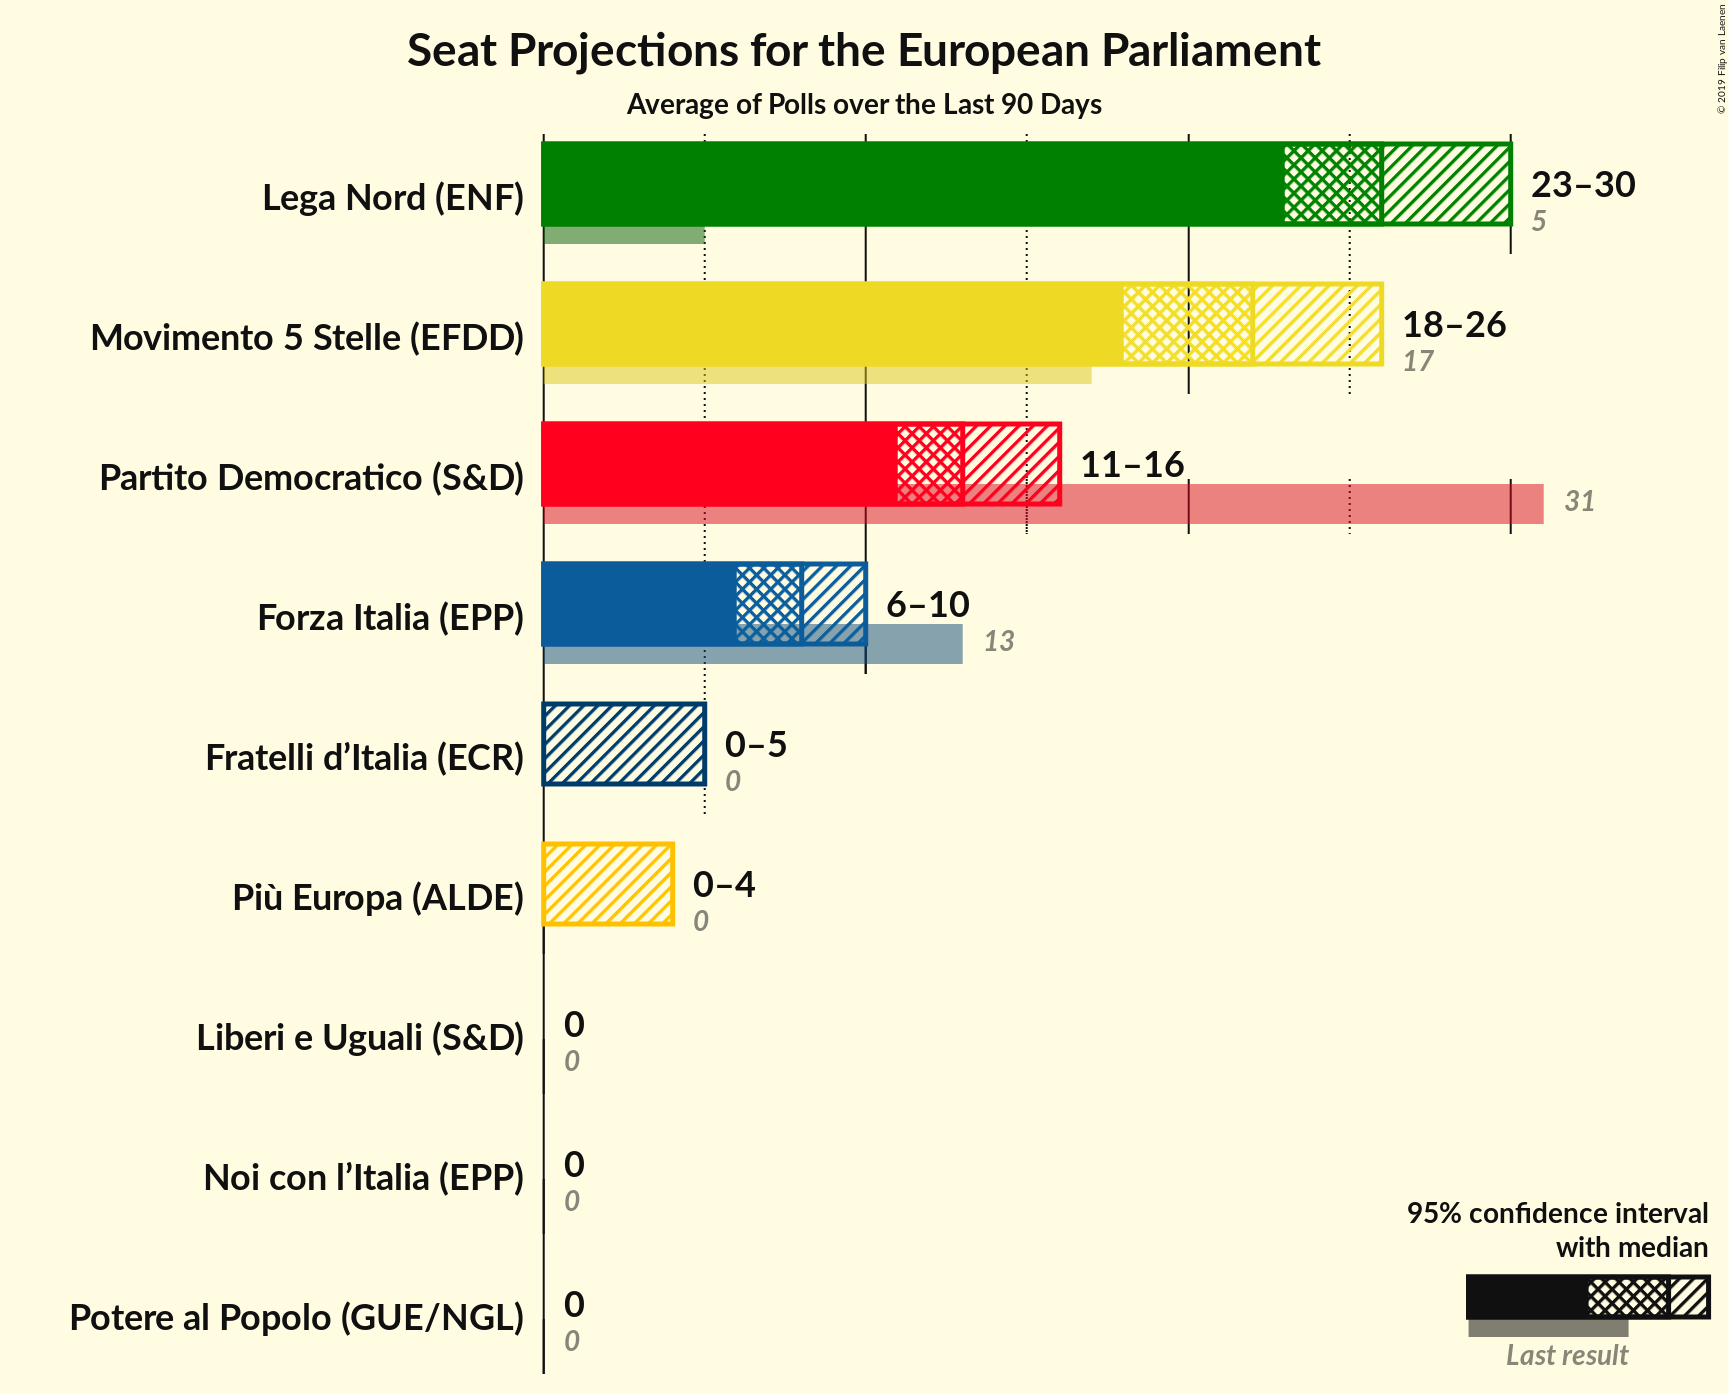 Seat Projections for the European Parliament
Average of Polls over the Last 90 Days
© 2019 Filip van Laenen
Lega Nord (ENF)
23–30
5
Movimento 5 Stelle (EFDD)
18–26
17
Partito Democratico (S&D)
11–16
31
Forza Italia (EPP)
6–10
13
Fratelli d’Italia (ECR)
0–5
0
Più Europa (ALDE)
0–4
0
Liberi e Uguali (S&D)
0
0
Noi con l’Italia (EPP)
0
0
Potere al Popolo (GUE/NGL)
0
0
95% confidence interval
with median
Last result